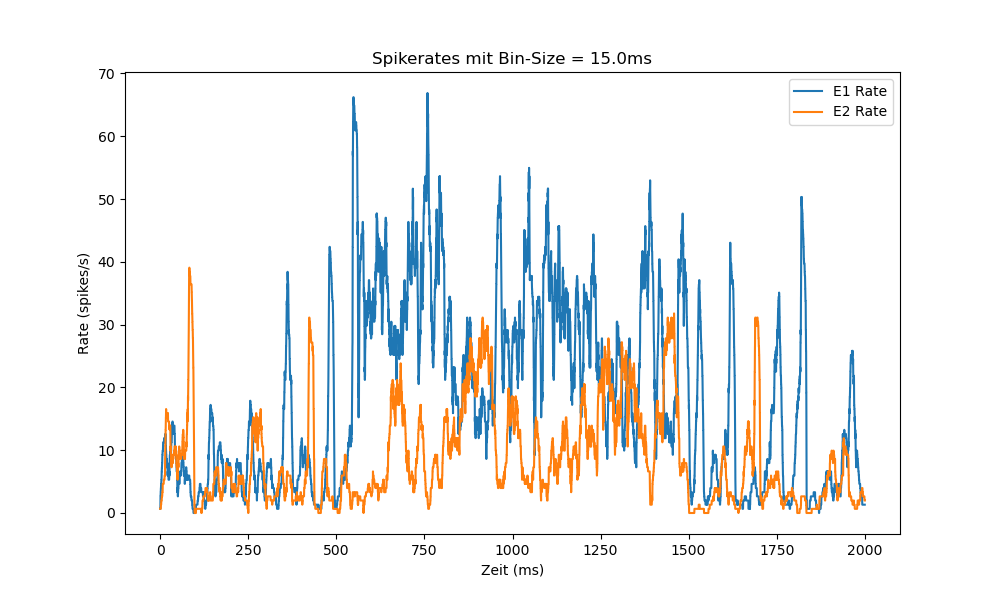 Spikerates mit Bin-Size = 15.0ms
E1 Rate
E2 Rate
Rate (spikes/s)
70
60
50
40
30
20
10
0
0 250 500 750 1000 1250 1500 1750 2000
Zeit (ms)